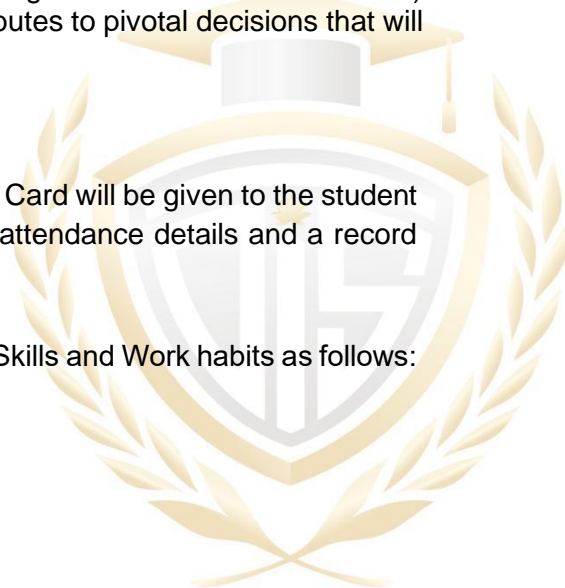 outes to pivotal decisions that will
Card will be given to the student
attendance details and a record
Skills and Work habits as follows: